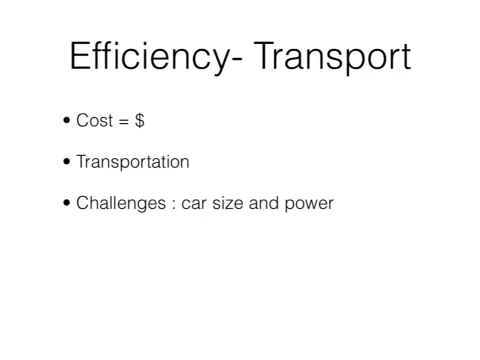 Efficiency- Transport
• Cost = $
• Transportation
• Challenges : car size and power